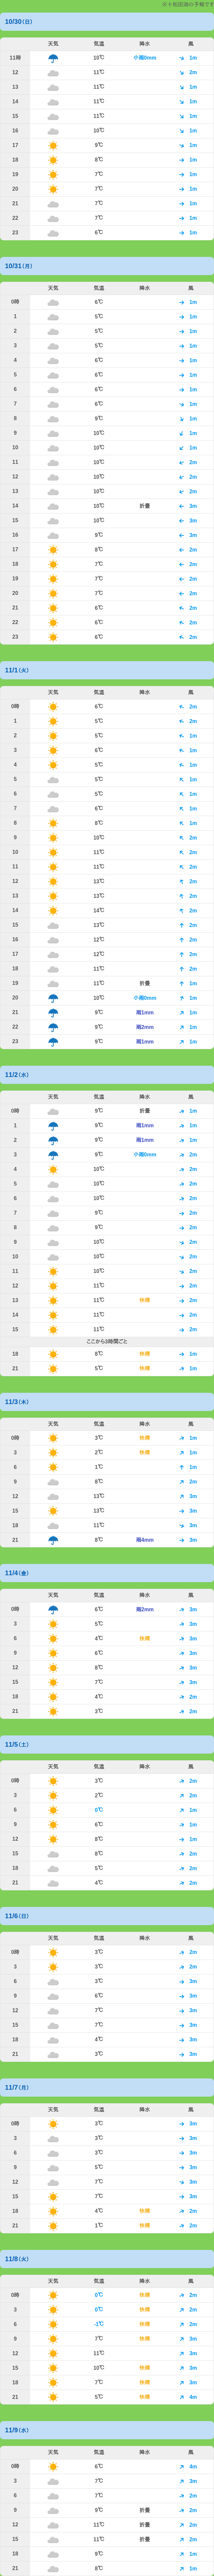 10/30(日)
天気 気温 降水 風
11時 10℃ 小雨0mm 1m
12 11℃ 2m
13 11℃ 1m
14 11℃ 1m
15 11℃ 1m
16 10℃ 1m
17 9℃ 1m
18 8℃ 1m
19 7℃ 1m
20 7℃ 1m
21 7℃ 1m
22 7℃ 1m
23 6℃ 1m
10/31(月)
天気 気温 降水 風
0時 6℃ 1m
1 5℃ 1m
2 5℃ 1m
3 5℃ 1m
4 6℃ 1m
5 6℃ 1m
6 6℃ 1m
7 6℃ 1m
8 9℃ 1m
9 10℃ 1m
10 10℃ 1m
11 10℃ 2m
12 10℃ 2m
13 10℃ 2m
14 10℃ 折畳 3m
15 10℃ 3m
16 9℃ 3m
17 8℃ 2m
18 7℃ 2m
19 7℃ 2m
20 7℃ 2m
21 6℃ 2m
22 6℃ 2m
23 6℃ 2m
11/1(火)
天気 気温 降水 風
0時 6℃ 2m
1 5℃ 2m
2 5℃ 1m
3 6℃ 1m
4 5℃ 1m
5 5℃ 1m
6 5℃ 1m
7 6℃ 1m
8 8℃ 1m
9 10℃ 2m
10 11℃ 2m
11 11℃ 2m
12 13℃ 2m
13 13℃ 2m
14 14℃ 2m
15 13℃ 2m
16 12℃ 2m
17 12℃ 2m
18 11℃ 2m
19 11℃ 折畳 1m
20 10℃ 小雨0mm 1m
21 9℃ 雨1mm 1m
22 9℃ 雨2mm 1m
23 9℃ 雨1mm 1m
11/2(水)
天気 気温 降水 風
0時 9℃ 折畳 1m
1 9℃ 雨1mm 1m
2 9℃ 雨1mm 1m
3 9℃ 小雨0mm 2m
4 10℃ 2m
5 10℃ 2m
6 10℃ 2m
7 9℃ 2m
8 9℃ 2m
9 10℃ 2m
10 10℃ 2m
11 10℃ 2m
12 11℃ 2m
13 11℃ 快晴 2m
14 11℃ 2m
15 11℃ 2m
ここから3時間ごと
18 8℃ 快晴 1m
21 5℃ 快晴 1m
11/3(木)
天気 気温 降水 風
0時 3℃ 快晴 1m
3 2℃ 快晴 1m
6 1℃ 1m
9 8℃ 2m
12 13℃ 3m
15 13℃ 3m
18 11℃ 3m
21 8℃ 雨4mm 3m
11/4(金)
天気 気温 降水 風
0時 6℃ 雨2mm 3m
3 5℃ 3m
6 4℃ 快晴 3m
9 6℃ 3m
12 8℃ 3m
15 7℃ 3m
18 4℃ 2m
21 3℃ 2m
11/5(土)
天気 気温 降水 風
0時 3℃ 2m
3 2℃ 2m
6 0℃ 1m
9 6℃ 1m
12 8℃ 1m
15 8℃ 2m
18 5℃ 2m
21 4℃ 2m
11/6(日)
天気 気温 降水 風
0時 3℃ 2m
3 3℃ 2m
6 3℃ 3m
9 6℃ 3m
12 7℃ 3m
15 7℃ 3m
18 4℃ 3m
21 3℃ 3m
11/7(月)
天気 気温 降水 風
0時 3℃ 3m
3 3℃ 3m
6 3℃ 3m
9 5℃ 3m
12 7℃ 3m
15 7℃ 3m
18 4℃ 快晴 2m
21 1℃ 快晴 2m
11/8(火)
天気 気温 降水 風
0時 0℃ 快晴 2m
3 0℃ 快晴 2m
6 -1℃ 快晴 2m
9 7℃ 快晴 3m
12 11℃ 3m
15 10℃ 快晴 3m
18 7℃ 快晴 3m
21 5℃ 快晴 4m
11/9(水)
天気 気温 降水 風
0時 6℃ 4m
3 7℃ 3m
6 7℃ 2m
9 9℃ 折畳 2m
12 11℃ 折畳 2m
15 11℃ 折畳 2m
18 9℃ 1m
21 8℃ 1m